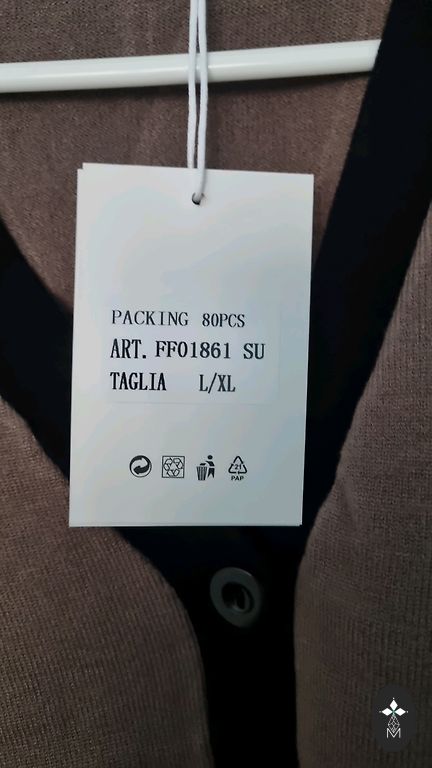 PACKING 80PCS
ART. FF01861 SU
TAGLIA L/XL
21
PAP
M